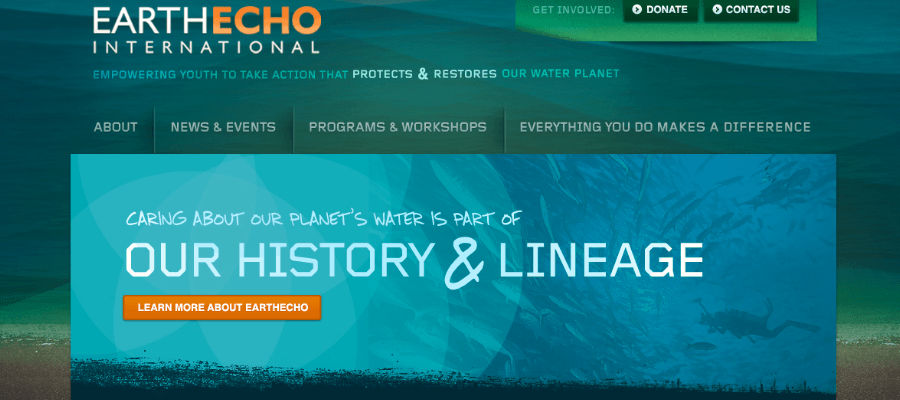 EARTHECHO
INTERNATIONAL
GET INVOLVED: DONATE CONTACT US
EMPOWERING YOUTH TO TAKE ACTION THAT PROTECTS & RESTORES OUR WATER PLANET
ABOUT NEWS & EVENTS PROGRAMS & WORKSHOPS EVERYTHING YOU DO MAKES A DIFFERENCE
CARING ABOUT OUR PLANET'S WATER IS PART OF
OUR HISTORY & LINEAGE
LEARN MORE ABOUT EARTHECHO